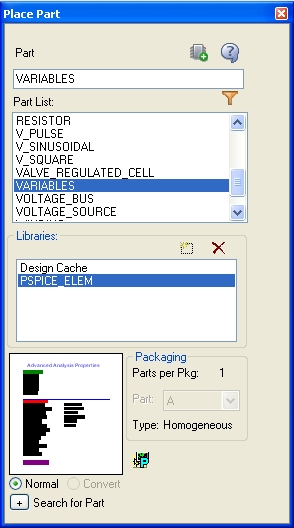 Place Part
Part
VARIABLES
Part List:
RESISTOR
V_PULSE
V_SINUSOIDAL
V_SQUARE
VALVE_REGULATED_CELL
VARIABLES
VOLTAGE_BUS
VOLTAGE_SOURCE
Libraries:
Design Cache
PSPICE_ELEM
Advanced Analysis Properties
Packaging
Parts per Pkg: 1
Part: A
Type: Homogeneous
Normal Convert
+ Search for Part